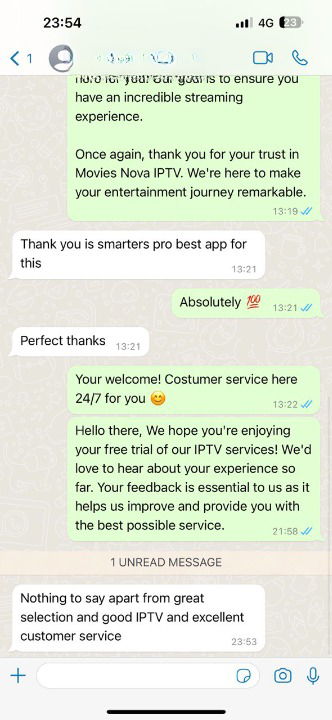 23:54
4G 23
1
have an incredible streaming
experience.
Once again, thank you for your trust in
Movies Nova IPTV. We're here to make
your entertainment journey remarkable.
13:19
Thank you is smarters pro best app for
this
13:21
Absolutely 💯
13:21
Perfect thanks
13:21
Your welcome! Costumer service here
24/7 for you 😊
13:22
Hello there, We hope you're enjoying
your free trial of our IPTV services! We'd
love to hear about your experience so
far. Your feedback is essential to us as it
helps us improve and provide you with
the best possible service.
21:58
1 UNREAD MESSAGE
Nothing to say apart from great
selection and good IPTV and excellent
customer service
23:53